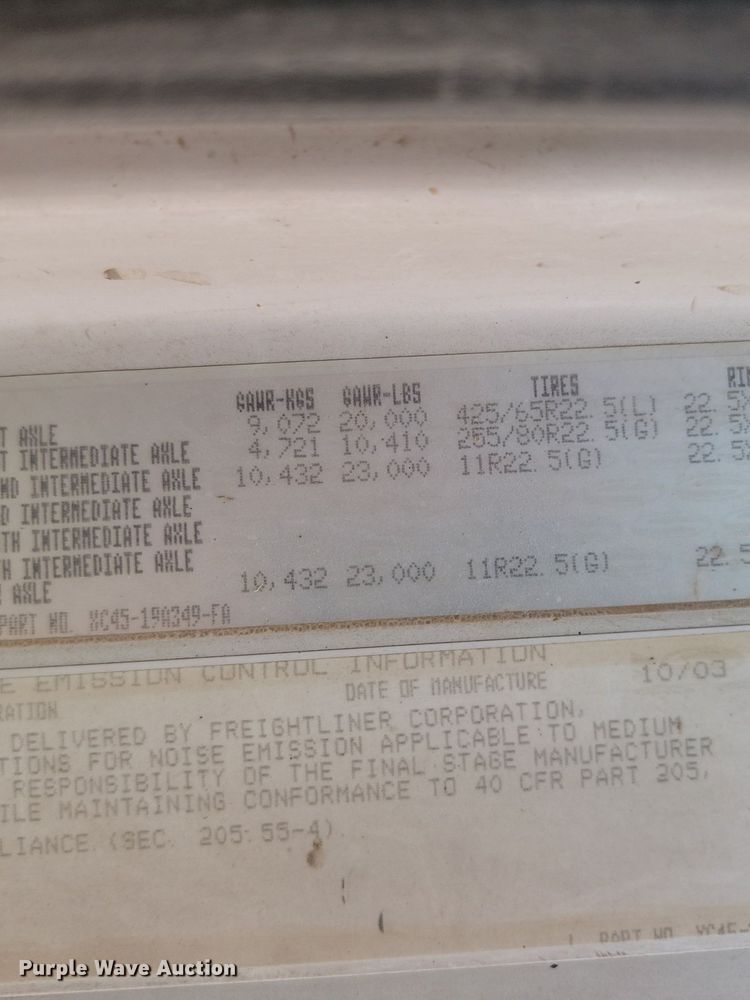 GAWR-KGS GAWR-LBS TIRES RI
T AXLE 9,072 20,000 425/65R22.5(L) 22.5
T INTERMEDIATE AXLE 4,721 10,410 255/80R22.5(G) 22.5
ND INTERMEDIATE AXLE 10,432 23,000 11R22.5(G) 22.5
D INTERMEDIATE AXLE
TH INTERMEDIATE AXLE
H INTERMEDIATE AXLE
AXLE 10,432 23,000 11R22.5(G) 22.5
PART NO. XC45-19A349-FA
E EMISSION CONTROL INFORMATION
RATION DATE OF MANUFACTURE 10/03
DELIVERED BY FREIGHTLINER CORPORATION,
TIONS FOR NOISE EMISSION APPLICABLE TO MEDIUM
RESPONSIBILITY OF THE FINAL STAGE MANUFACTURER
ILE MAINTAINING CONFORMANCE TO 40 CFR PART 205,
LIANCE. (SEC. 205.55-4)
PART NO.
Purple Wave Auction